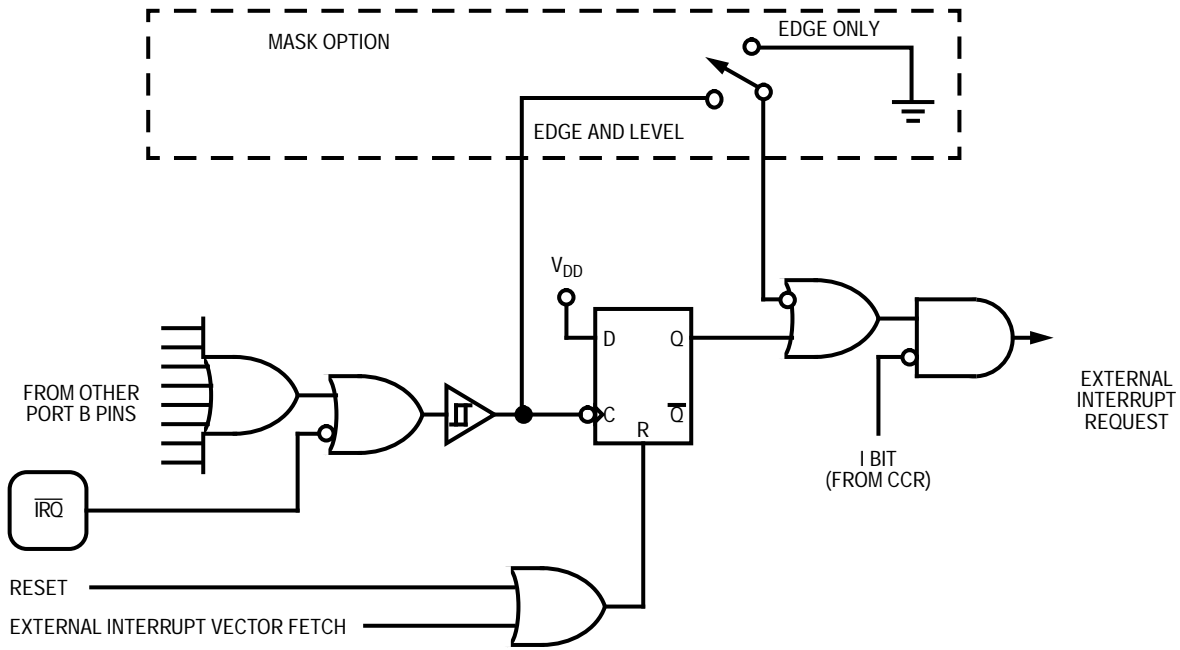 MASK OPTION
EDGE ONLY
EDGE AND LEVEL
VDD
D
Q
C
Q̅
R
FROM OTHER
PORT B PINS
EXTERNAL
INTERRUPT
REQUEST
I BIT
(FROM CCR)
I̅R̅Q̅
RESET
EXTERNAL INTERRUPT VECTOR FETCH